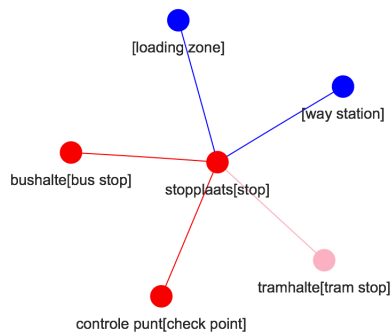 [loading zone]
[way station]
bushalte[bus stop]
stopplaats[stop]
tramhalte[tram stop]
controle punt[check point]